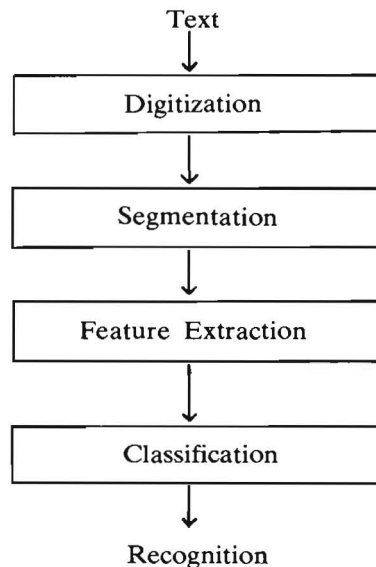 Text
Digitization
Segmentation
Feature Extraction
Classification
Recognition